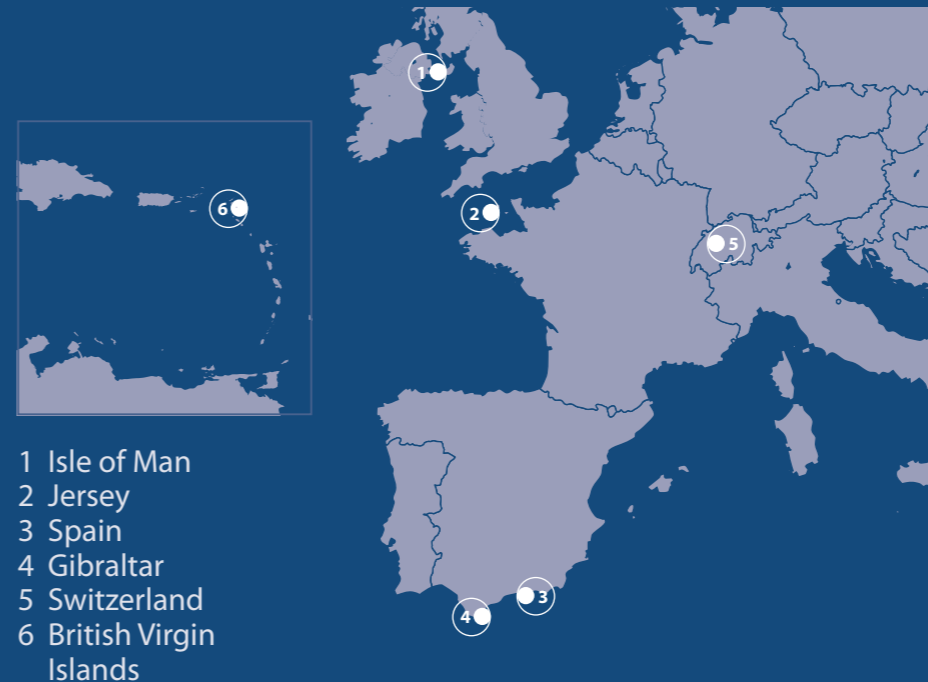 1
2
6
5
3
4
1 Isle of Man
2 Jersey
3 Spain
4 Gibraltar
5 Switzerland
6 British Virgin
Islands